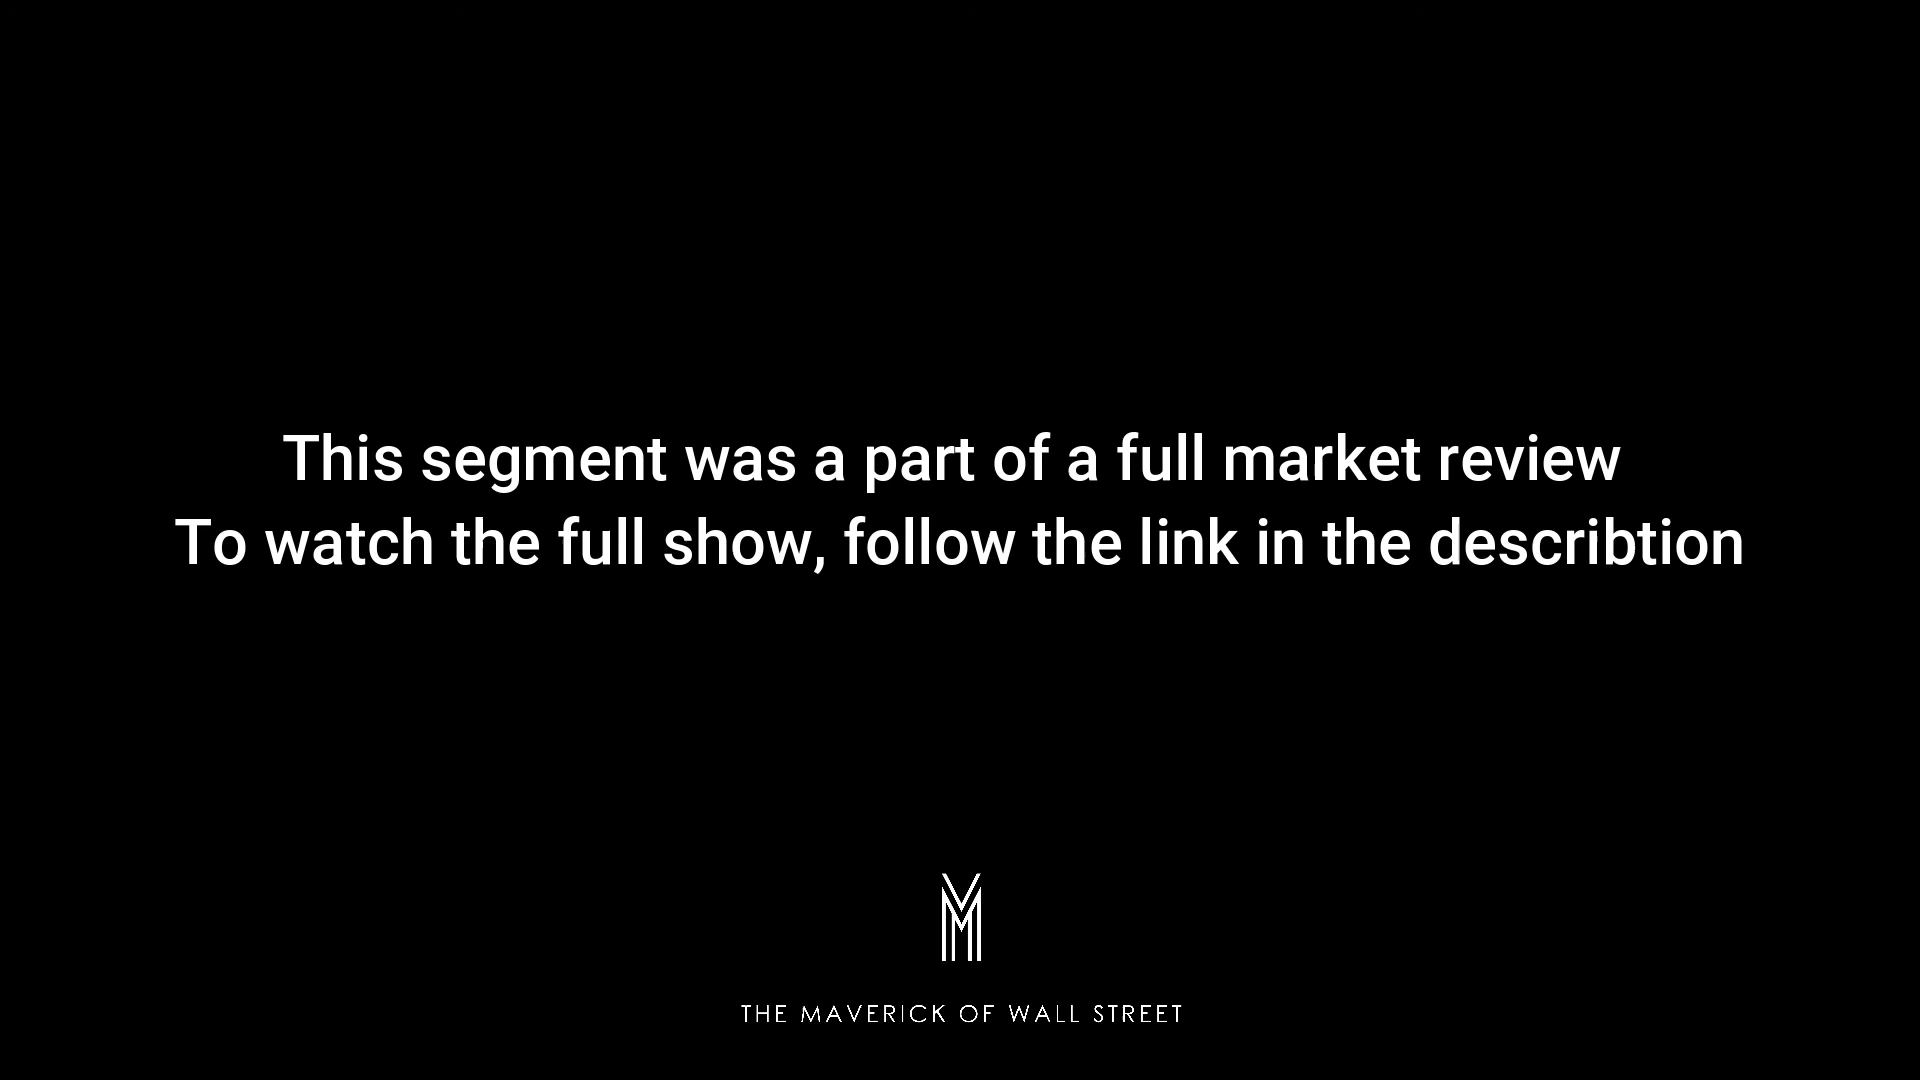 This segment was a part of a full market review
To watch the full show, follow the link in the describtion
THE MAVERICK OF WALL STREET